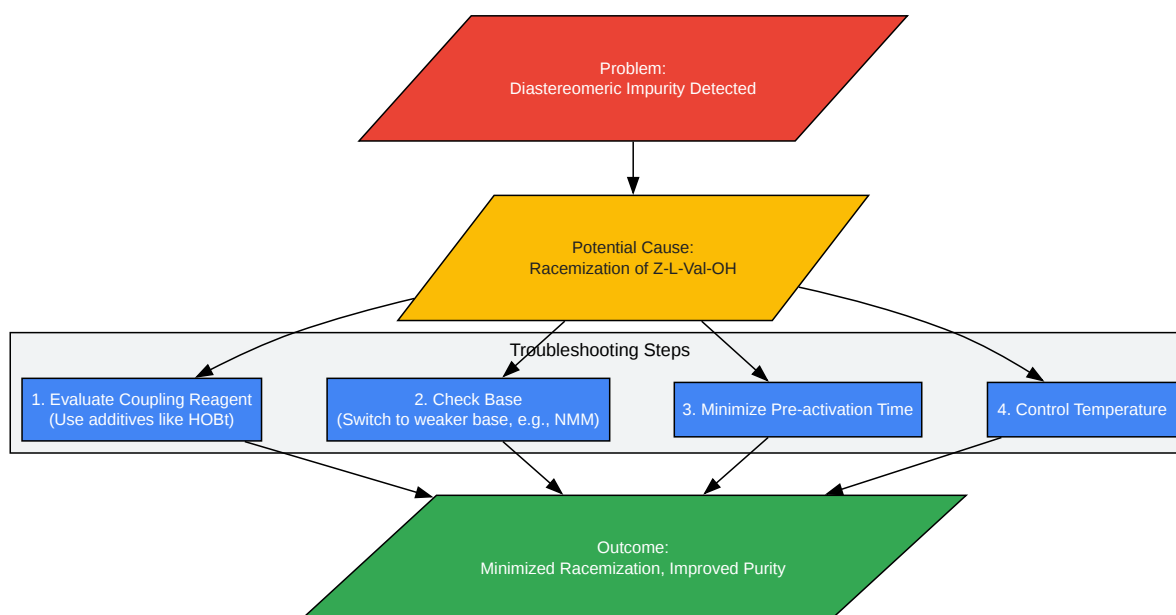 Problem:
Diastereomeric Impurity Detected
Potential Cause:
Racemization of Z-L-Val-OH
Troubleshooting Steps
1. Evaluate Coupling Reagent
(Use additives like HOBt)
2. Check Base
(Switch to weaker base, e.g., NMM)
3. Minimize Pre-activation Time
4. Control Temperature
Outcome:
Minimized Racemization, Improved Purity